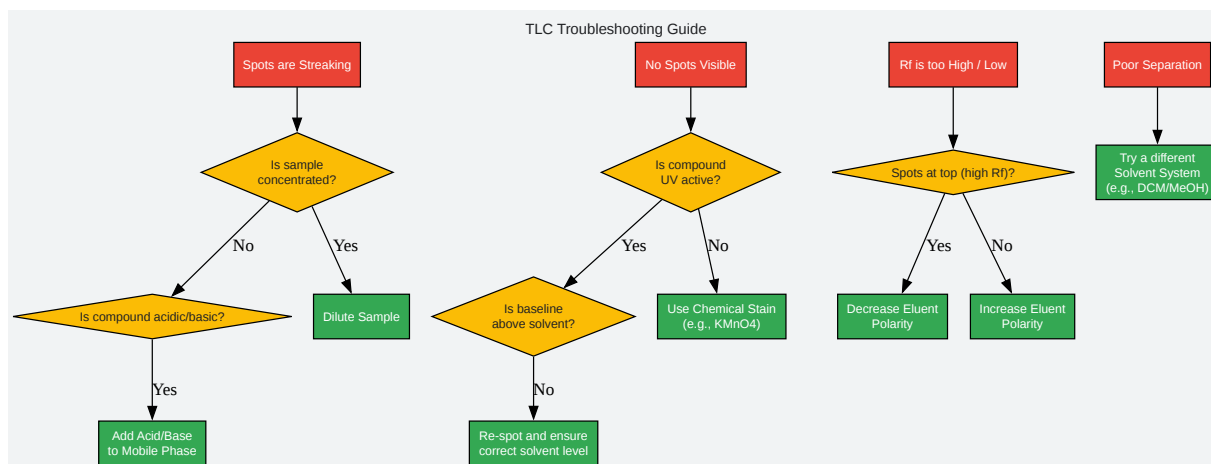 TLC Troubleshooting Guide
Spots are Streaking
No Spots Visible
Rf is too High / Low
Poor Separation
Is sample
concentrated?
Is compound
UV active?
Spots at top (high Rf)?
Try a different
Solvent System
(e.g., DCM/MeOH)
No
Yes
Yes
No
Yes
No
Is compound acidic/basic?
Dilute Sample
Is baseline
above solvent?
Use Chemical Stain
(e.g., KMnO4)
Decrease Eluent
Polarity
Increase Eluent
Polarity
Yes
No
Add Acid/Base
to Mobile Phase
Re-spot and ensure
correct solvent level